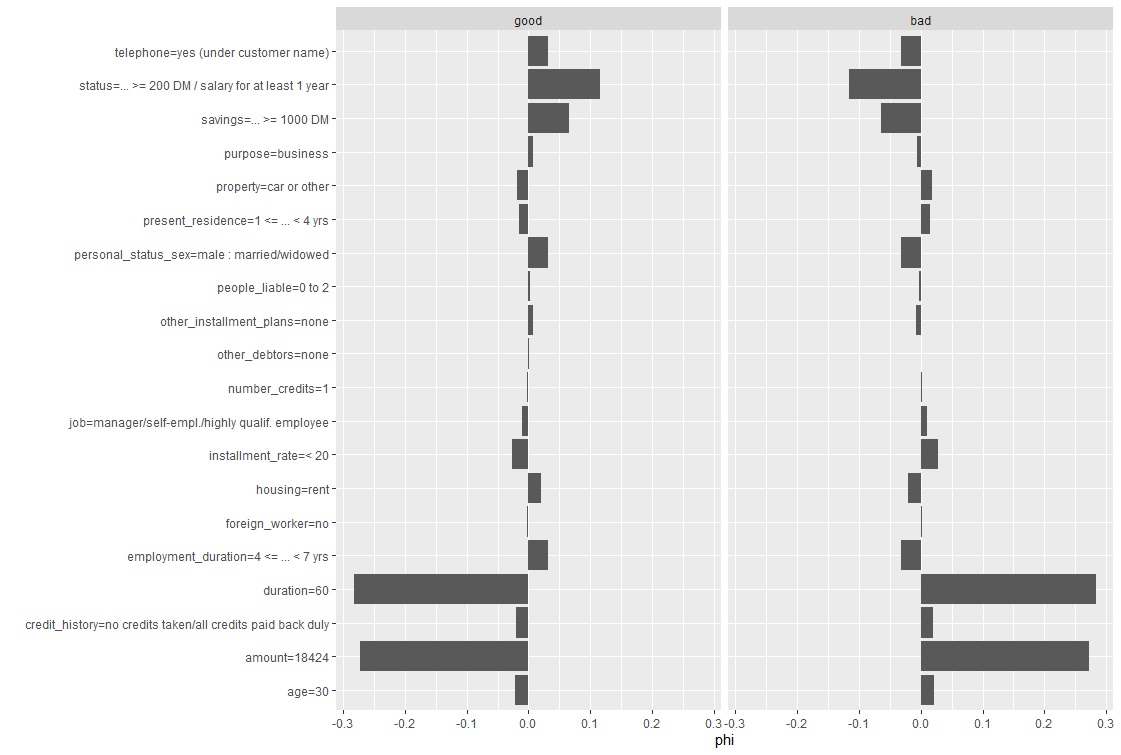 good bad
telephone=yes (under customer name)
status=... >= 200 DM / salary for at least 1 year
savings=... >= 1000 DM
purpose=business
property=car or other
present_residence=1 <= ... < 4 yrs
personal_status_sex=male : married/widowed
people_liable=0 to 2
other_installment_plans=none
other_debtors=none
number_credits=1
job=manager/self-empl./highly qualif. employee
installment_rate=< 20
housing=rent
foreign_worker=no
employment_duration=4 <= ... < 7 yrs
duration=60
credit_history=no credits taken/all credits paid back duly
amount=18424
age=30
-0.3 -0.2 -0.1 0.0 0.1 0.2 0.3 -0.3 -0.2 -0.1 0.0 0.1 0.2 0.3
phi